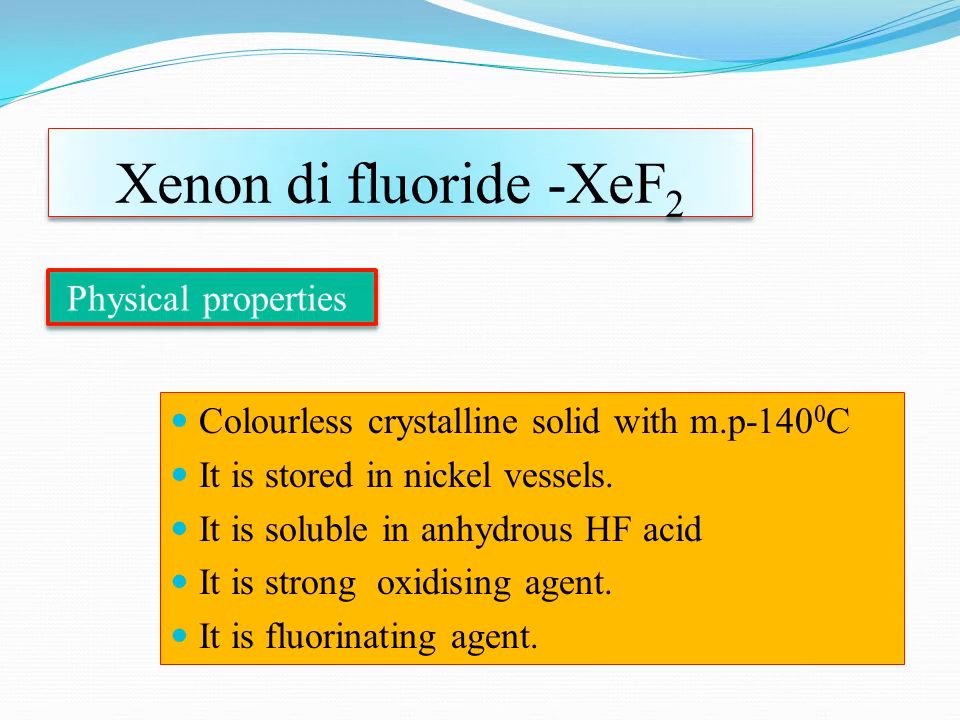 Xenon di fluoride -XeF₂
Physical properties
• Colourless crystalline solid with m.p-140⁰C
• It is stored in nickel vessels.
• It is soluble in anhydrous HF acid
• It is strong  oxidising agent.
• It is fluorinating agent.